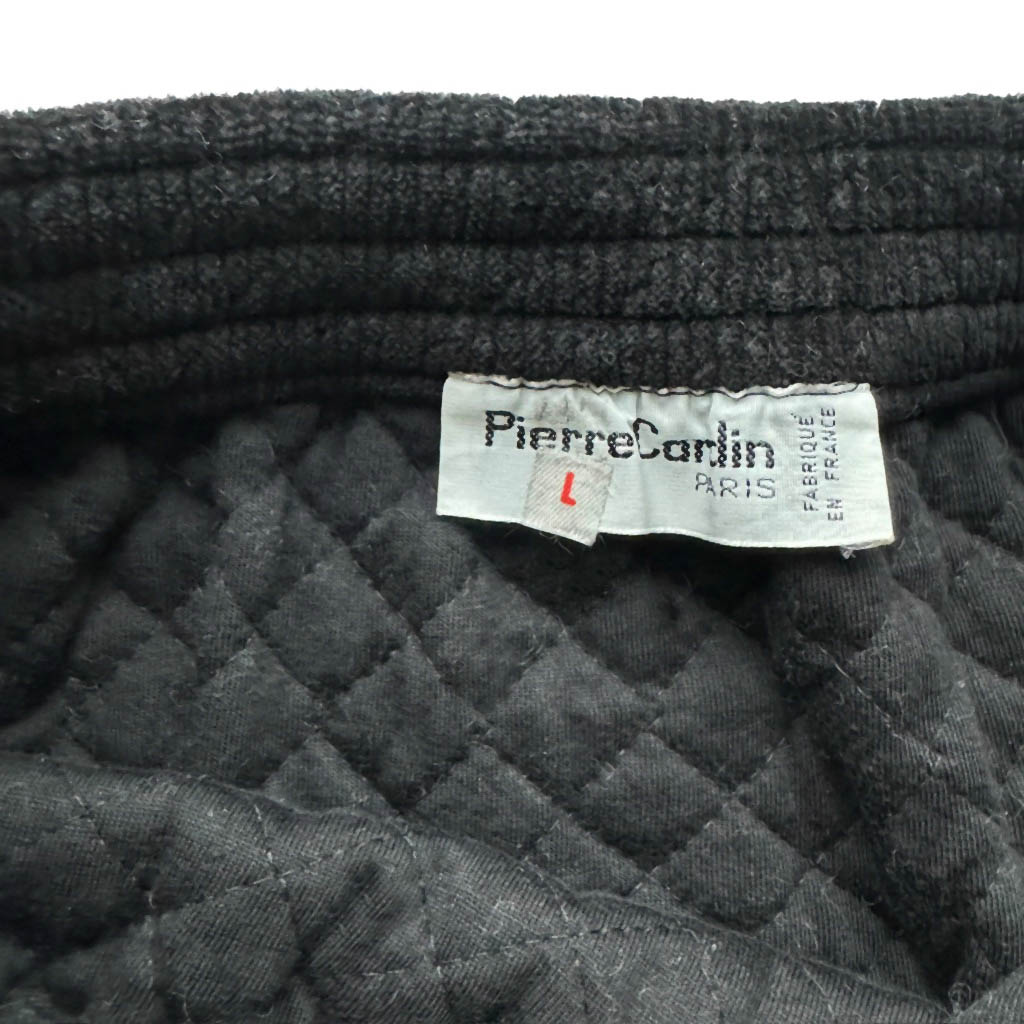 PierreCardin
PARIS
L
FABRIQUÉ
EN FRANCE